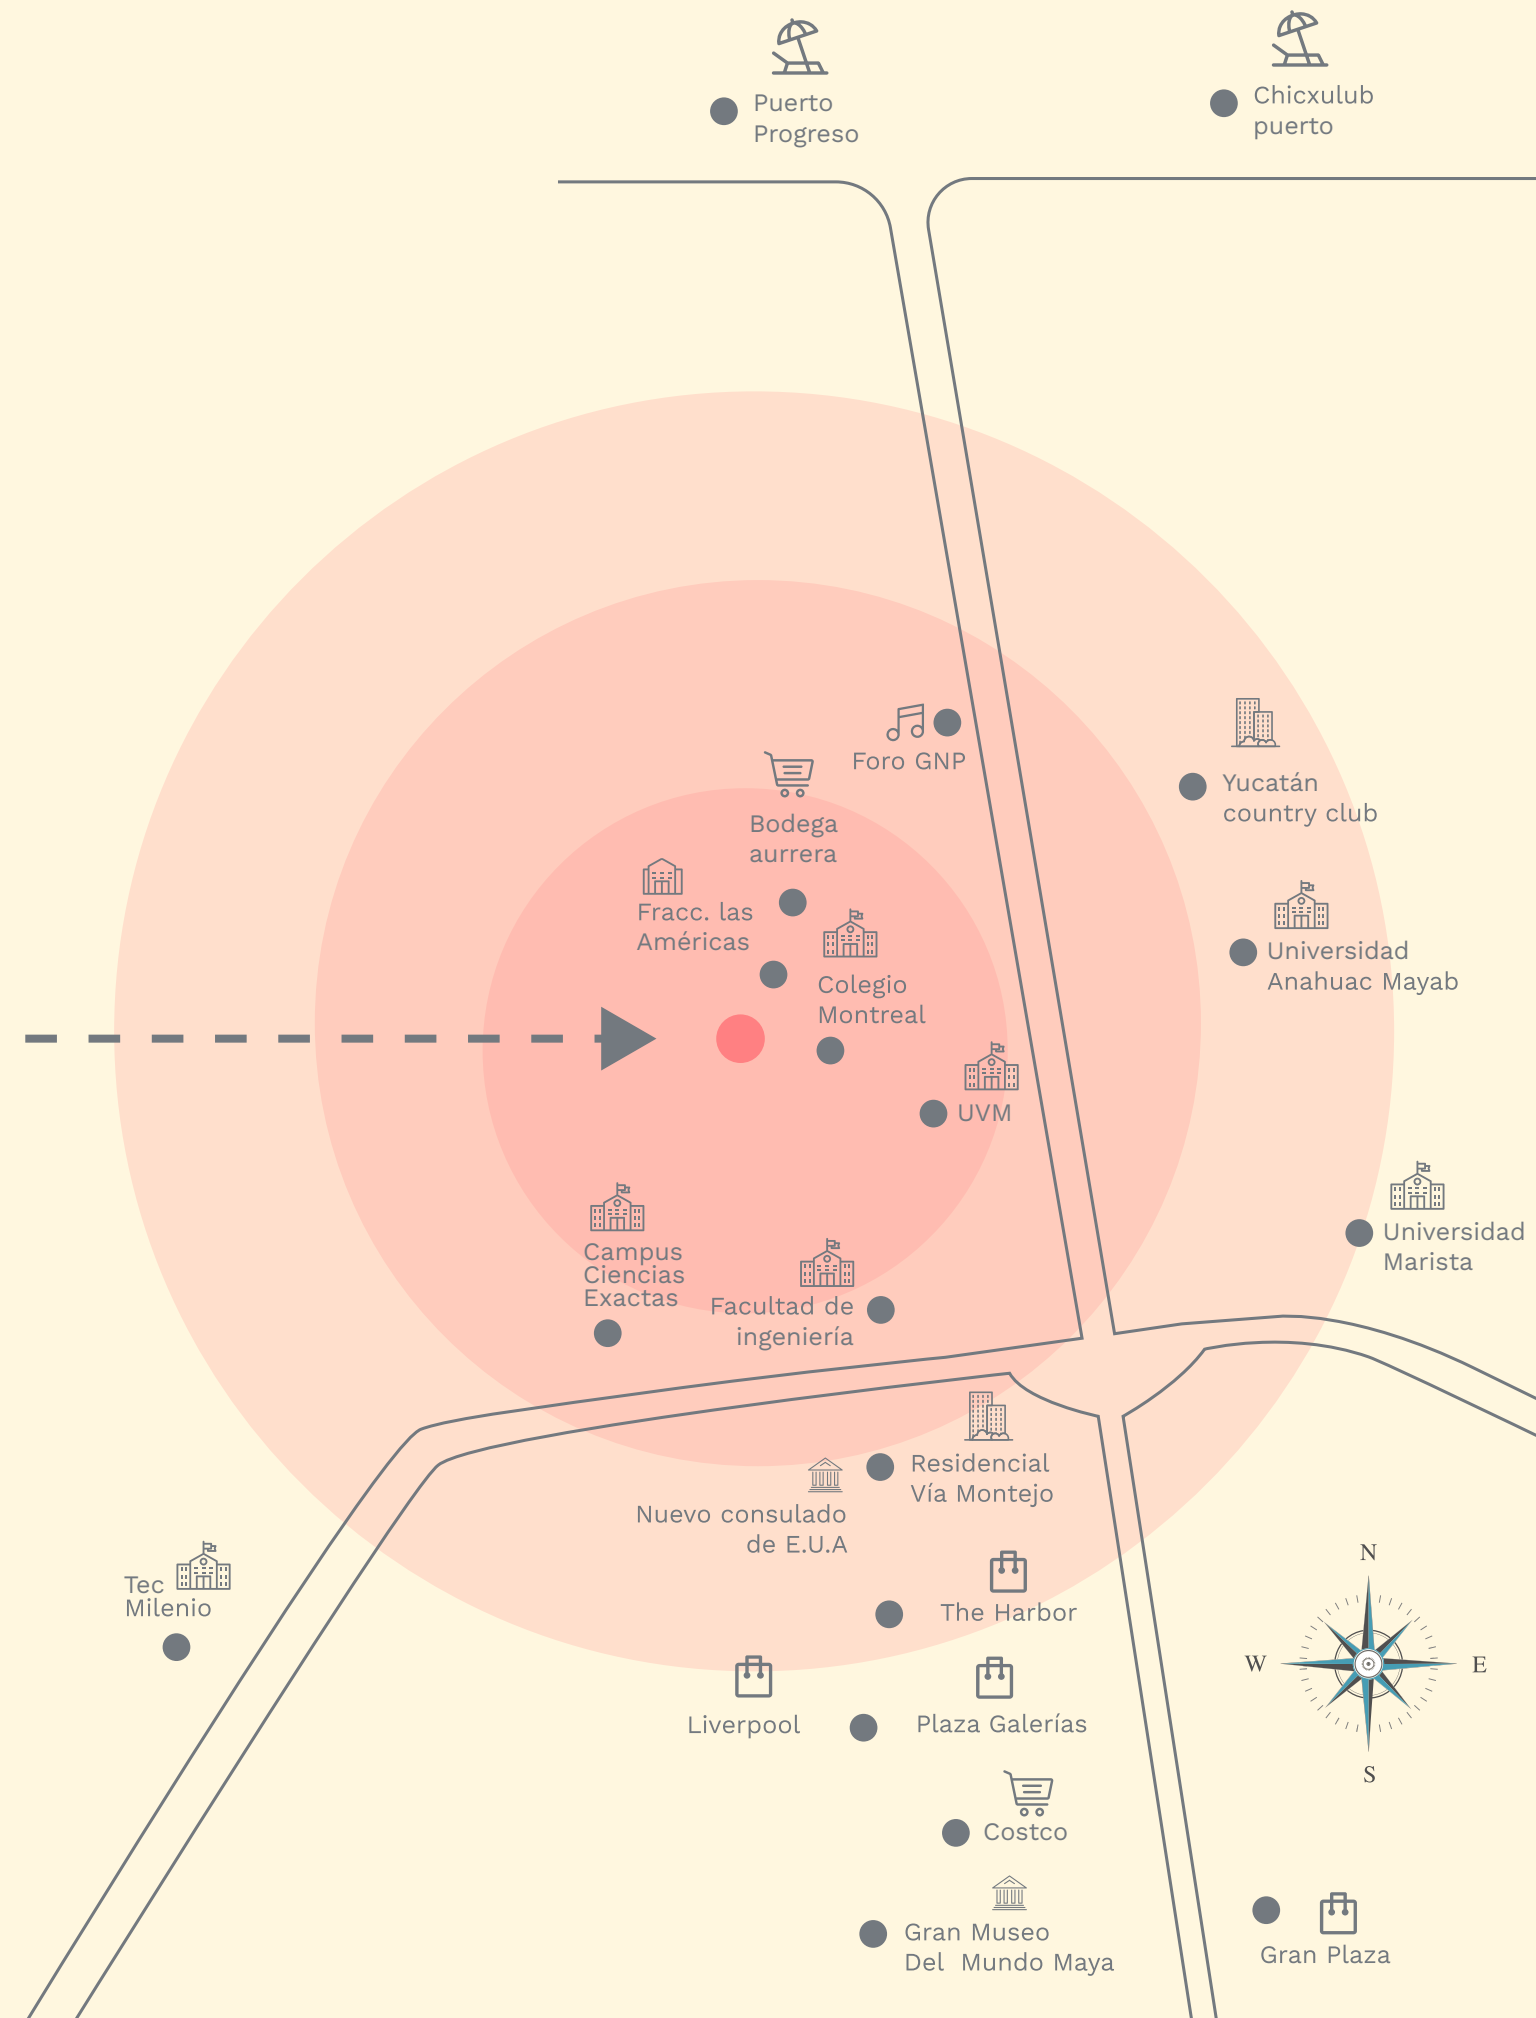 Puerto
Progreso
Chicxulub
puerto
Foro GNP
Yucatán
country club
Bodega
aurrera
Fracc. las
Américas
Universidad
Anahuac Mayab
Colegio
Montreal
UVM
Universidad
Marista
Campus
Ciencias
Exactas
Facultad de
ingeniería
Residencial
Vía Montejo
Nuevo consulado
de E.U.A
Tec
Milenio
The Harbor
N
W
E
S
Liverpool
Plaza Galerías
Costco
Gran Museo
Del  Mundo Maya
Gran Plaza